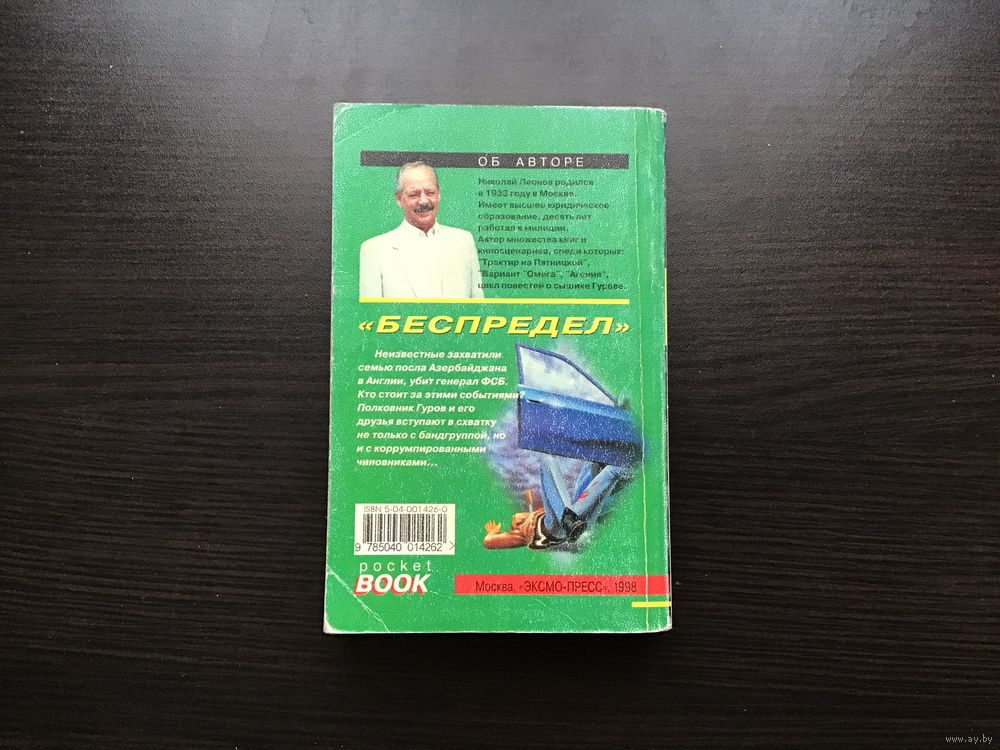 ОБ АВТОРЕ
Николай Леонов родился
в 1933 году в Москве.
Имеет высшее юридическое
образование, десять лет
работал в милиции.
Автор множества книг и
киносценариев, среди которых:
"Трактир на Пятницкой",
"Вариант "Омега", "Агония",
цикл повестей о сыщике Гурове.
«БЕСПРЕДЕЛ»
Неизвестные захватили
семью посла Азербайджана
в Англии, убит генерал ФСБ.
Кто стоит за этими событиями?
Полковник Гуров и его
друзья вступают в схватку
не только с бандгруппой, но
и с коррумпированными
чиновниками...
ISBN 5-04-001426-0
9 785040 014262 >
pocket
BOOK
Москва, «ЭКСМО-ПРЕСС», 1998
www.ay.by